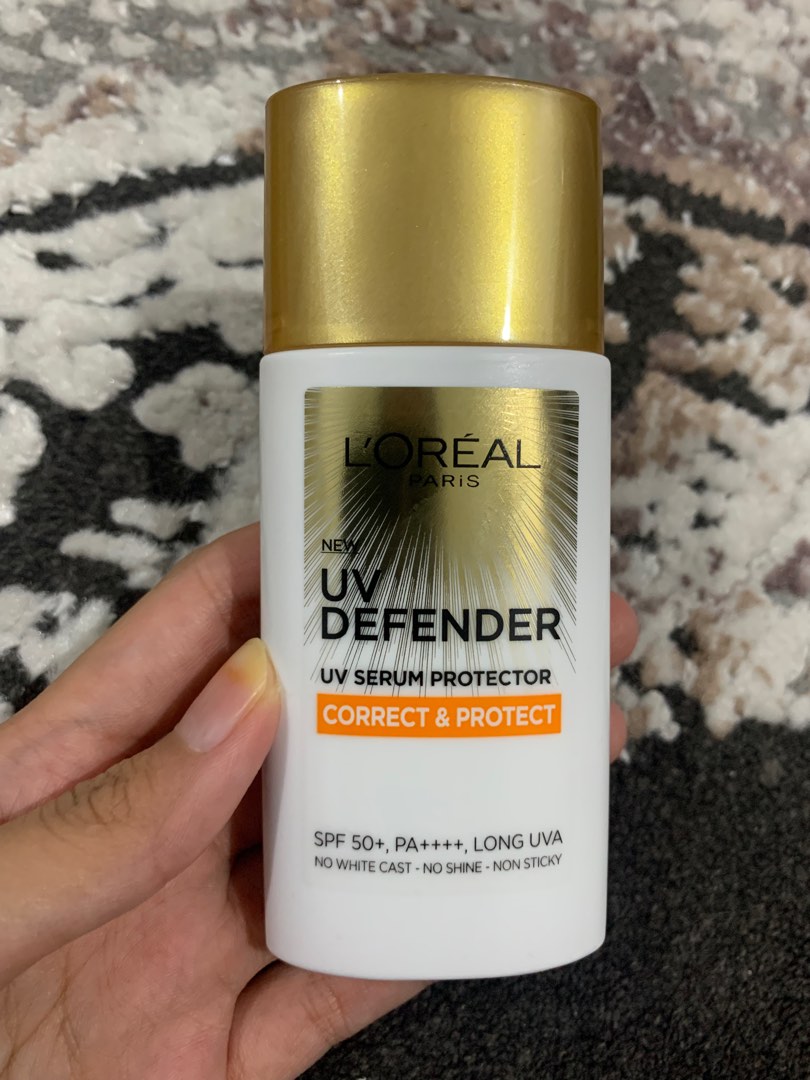 L'ORÉAL
PARiS
NEW
UV
DEFENDER
UV SERUM PROTECTOR
CORRECT & PROTECT
SPF 50+, PA++++, LONG UVA
NO WHITE CAST - NO SHINE - NON STICKY